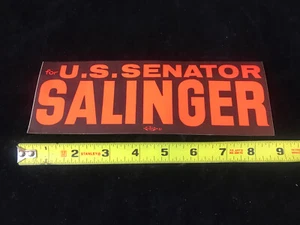 for U.S. SENATOR
SALINGER
2 3 4 5 6 7 8 9